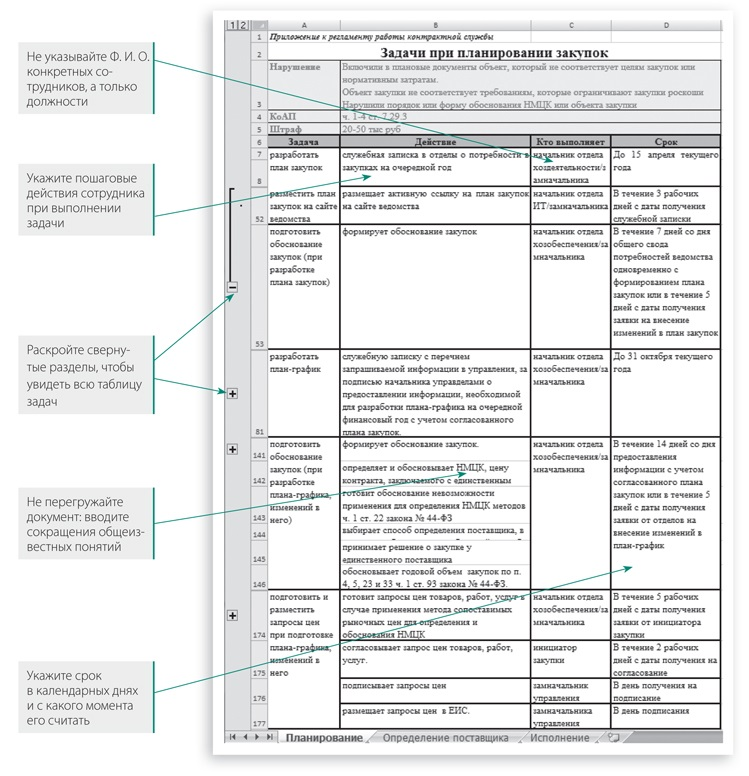 Не указывайте Ф. И. О.
конкретных со-
трудников, а только
должности
Укажите пошаговые
действия сотрудника
при выполнении
задачи
Раскройте сверну-
тые разделы, чтобы
увидеть всю таблицу
задач
Не перегружайте
документ: вводите
сокращения общеиз-
вестных понятий
Укажите срок
в календарных днях
и с какого момента
его считать
1 2
A B C D
1 Приложение к регламенту работы контрактной службы
2 Задачи при планировании закупок
Нарушение
Включили в плановые документы объект, который не соответствует целям закупок или
нормативным затратам.
Объект закупки не соответствует требованиям, которые ограничивают закупки роскоши
3 Нарушили порядок или форму обоснования НМЦК или объекта закупки
4 КоАП ч. 1-4 ст. 7.29.3
5 Штраф 20-50 тыс руб
6 Задача Действие Кто выполняет Срок
7
8
разработать
план закупок
служебная записка в отделы о потребности в
закупках на очередной год
начальник отдела
хоздеятельности/з
амначальника
До 15 апреля текущего
года
52
разместить план
закупок на сайте
ведомства
размещает активную ссылку на план закупок
на сайте ведомства
начальник отдела
ИТ/замначальника
В течение 3 рабочих
дней с даты получения
служебной записки
53
подготовить
обоснование
закупок (при
разработке
плана закупок)
формирует обоснование закупок
начальник отдела
хозобеспечения/за
мначальника
В течение 7 дней со дня
общего свода
потребностей ведомства
одновременно с
формированием плана
закупок или в течение 5
дней с даты получения
заявки на внесение
изменений в план закупок
81
разработать
план-график
служебную записку с перечнем
запрашиваемой информации в управления, за
подписью начальника управделами о
предоставлении информации, необходимой
для разработки плана-графика на очередной
финансовый год с учетом согласованного
плана закупок.
начальник отдела
хозобеспечения/за
мначальника
До 31 октября текущего
года
подготовить
обоснование
закупок (при
разработке
плана-графика,
изменений в
него)
141 формирует обоснование закупок.
142
определяет и обосновывает НМЦК, цену
контракта, заключаемого с единственным
143
готовит обоснование невозможности
применения для определения НМЦК методов
ч. 1 ст. 22 закона № 44-ФЗ
144 выбирает способ определения поставщика, в
145
принимает решение о закупке у
единственного поставщика
146
обосновывает годовой объем закупок по п.
4, 5, 23 и 33 ч. 1 ст. 93 закона № 44-ФЗ.
начальник отдела
хозобеспечения/за
мначальника
В течение 14 дней со дня
предоставления
информации с учетом
согласованного плана
закупок или в течение 5
дней с даты получения
заявки от отделов на
внесение изменений в
план-график
подготовить и
разместить
запросы цен
при подготовке
плана-графика,
изменений в
него
174
готовит запросы цен товаров, работ, услуг в
случае применения метода сопоставимых
рыночных цен для определения и
обоснования НМЦК
начальник отдела
хозобеспечения/за
мначальника
В течение 5 рабочих
дней с даты получения
заявки от инициатора
закупки
175
согласовывает запрос цен товаров, работ,
услуг.
инициатор
закупки
В течение 2 рабочих
дней с даты получения на
согласование
176
подписывает запросы цен
замначальник
управления
В день получения на
подписание
177
размещает запросы цен в ЕИС.
замначальника
управления
В день подписания
Планирование Определение поставщика Исполнение